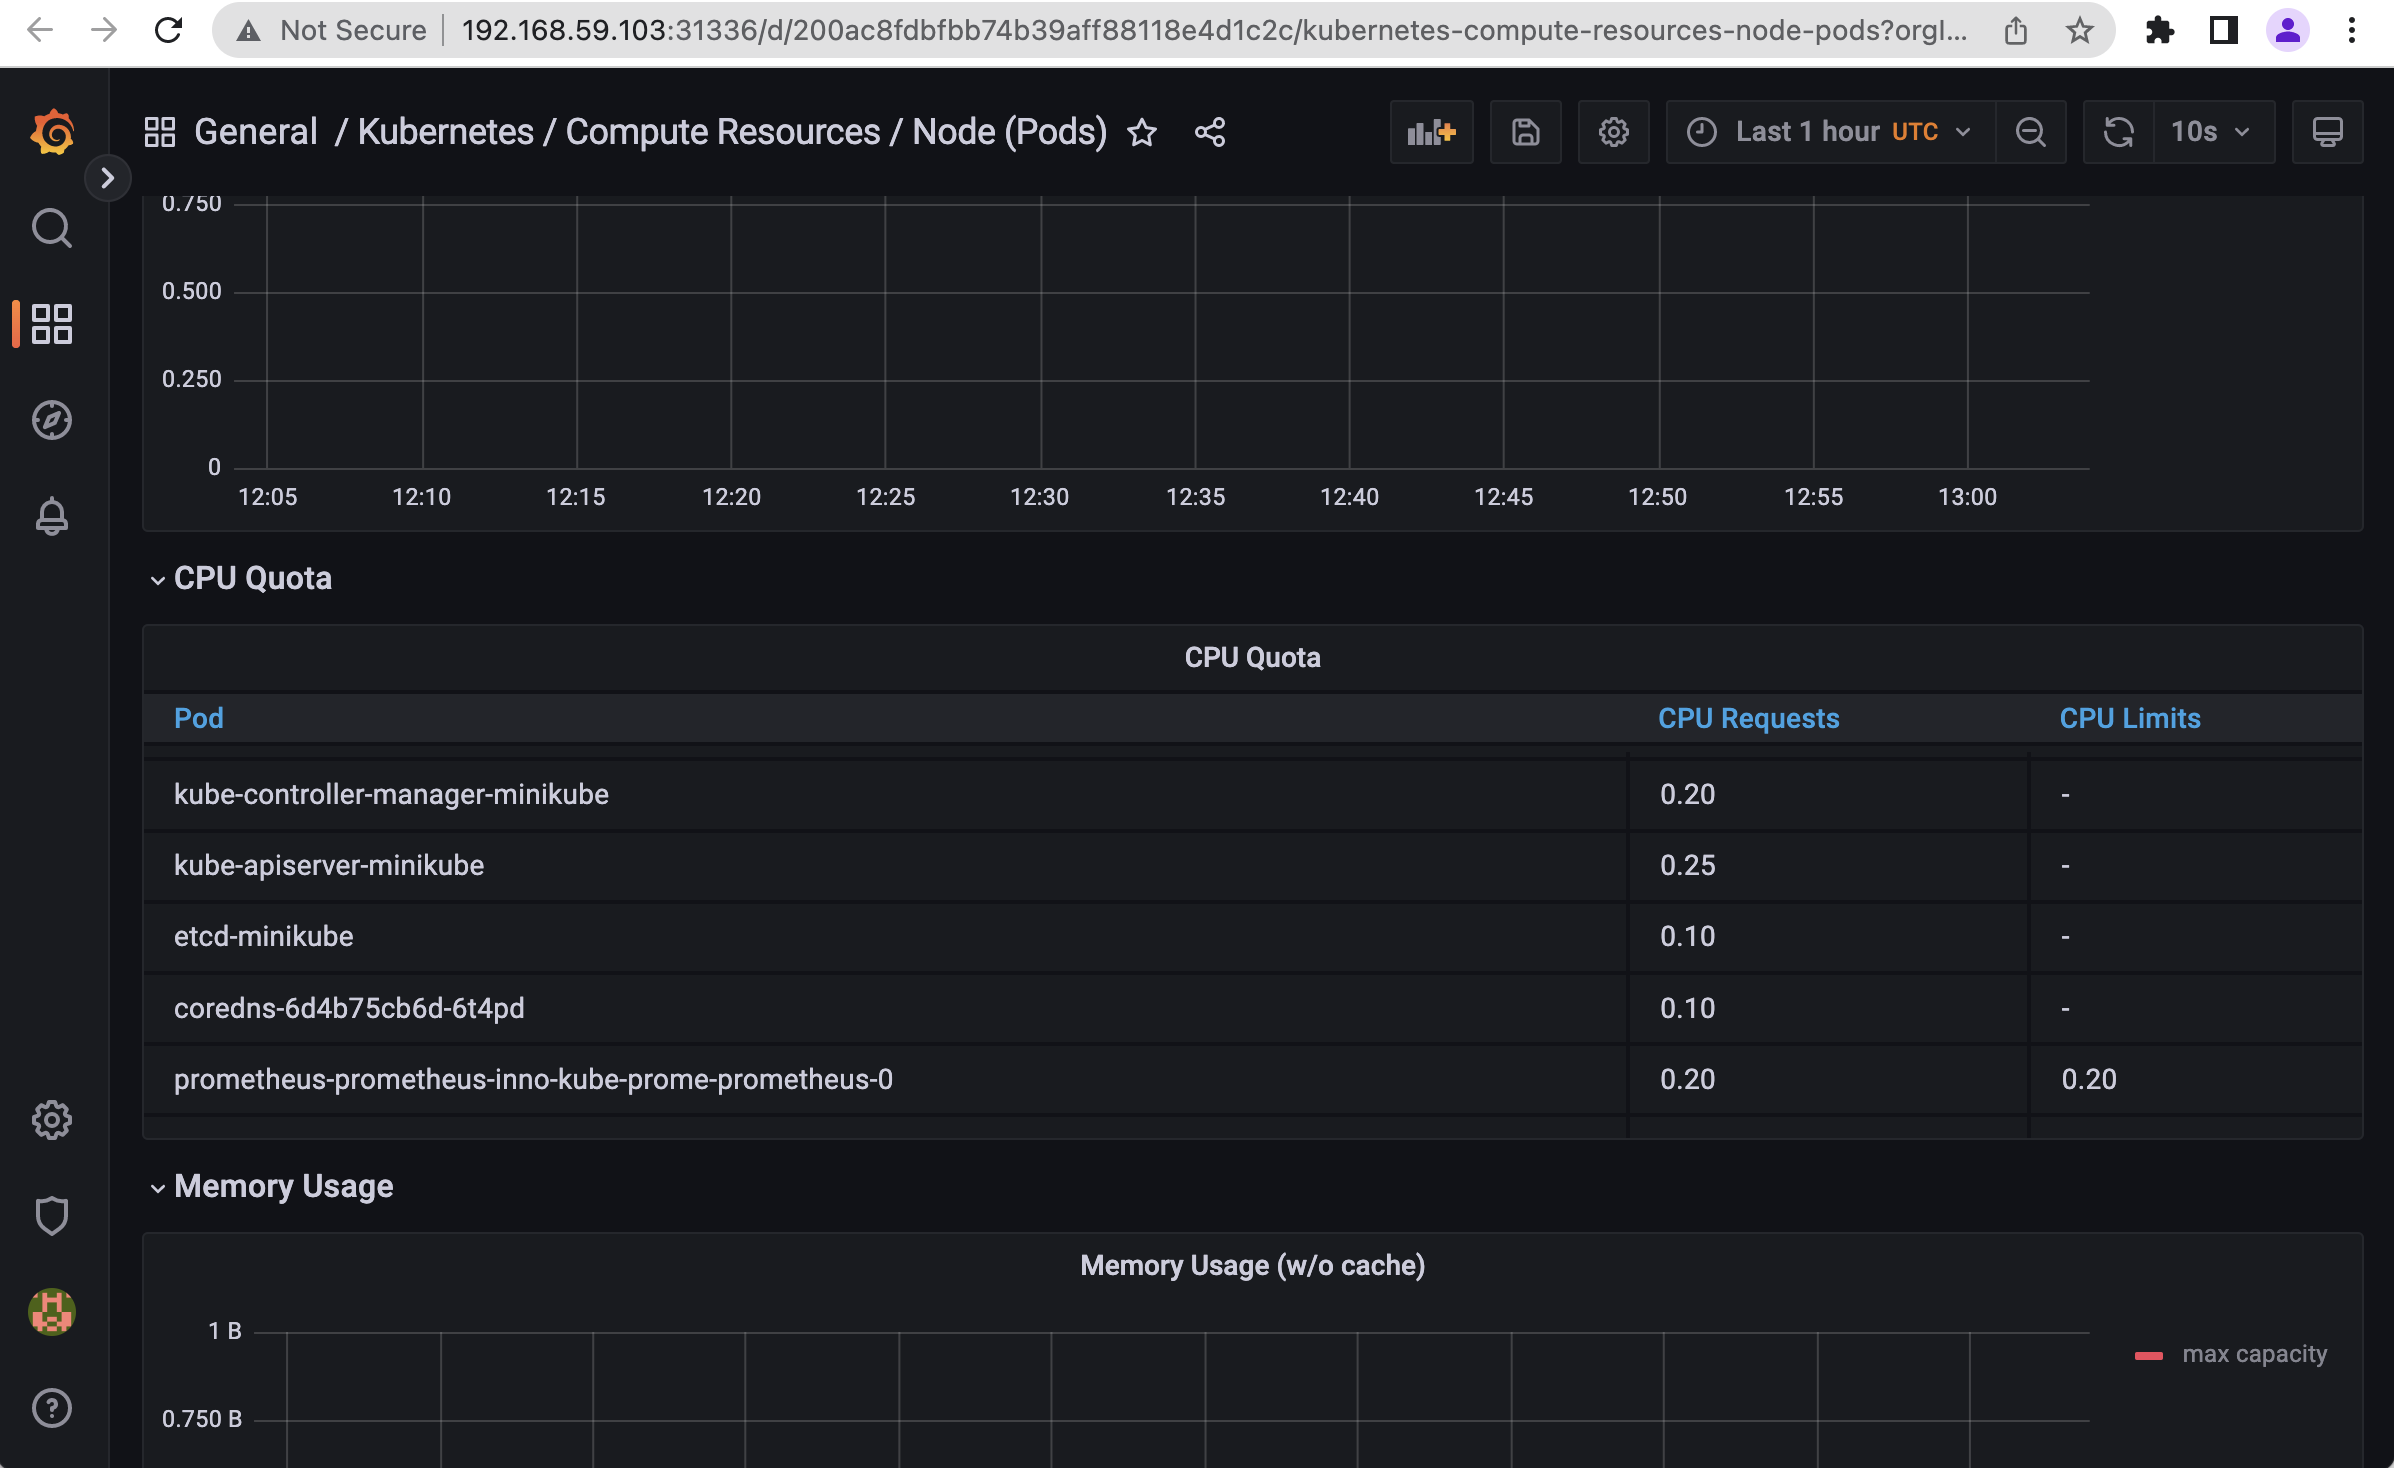 Not Secure 192.168.59.103:31336/d/200ac8fdbfbb74b39aff88118e4d1c2c/kubernetes-compute-resources-node-pods?orgI...
General / Kubernetes / Compute Resources / Node (Pods) Last 1 hour UTC 10s
0.750
0.500
0.250
0
12:05 12:10 12:15 12:20 12:25 12:30 12:35 12:40 12:45 12:50 12:55 13:00
CPU Quota
CPU Quota
Pod CPU Requests CPU Limits
kube-controller-manager-minikube 0.20 -
kube-apiserver-minikube 0.25 -
etcd-minikube 0.10 -
coredns-6d4b75cb6d-6t4pd 0.10 -
prometheus-prometheus-inno-kube-prome-prometheus-0 0.20 0.20
Memory Usage
Memory Usage (w/o cache)
1 B
max capacity
0.750 B